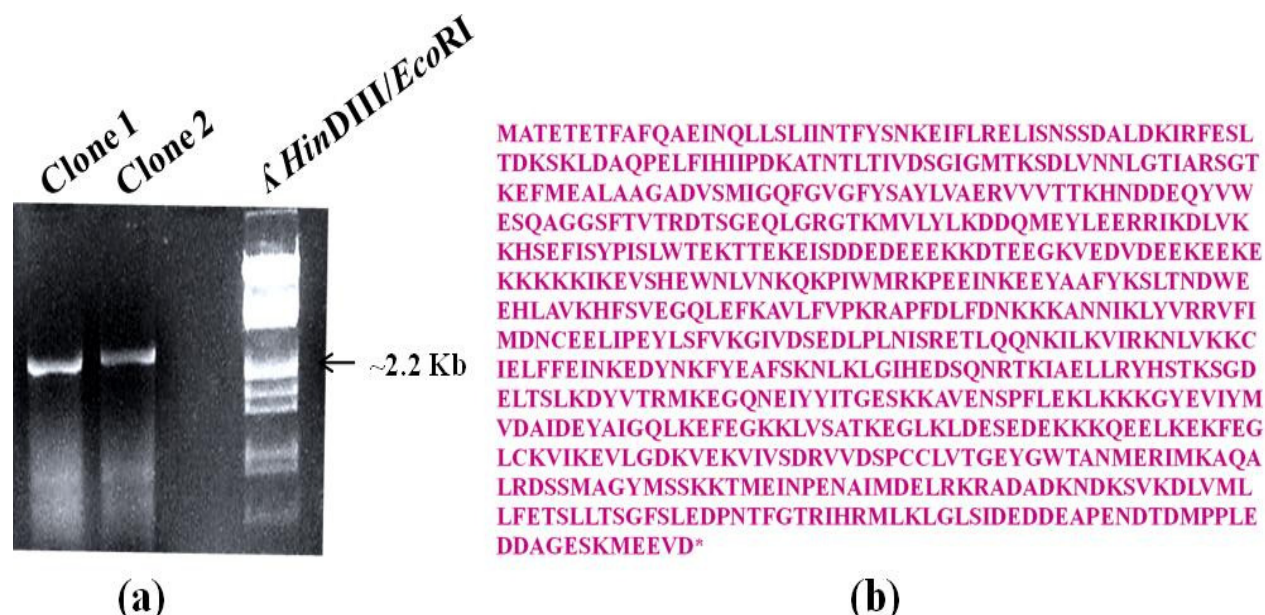 Clone 1
Clone 2
ʎ HinDIII/EcoRI
~2.2 Kb
MATETETFAFQAEINQLLSLIINTFYSNKEIFLRELISNSSDALDKIRFESL
TDKSKLDAQPELFIHIIPDKATNTLTIVDSGIGMTKSDLVNNLGTIARSGT
KEFMEALAAGADVSMIGQFGVGFYSAYLVAERVVVTTKHNDDEQYVW
ESQAGGSFTVTRDTSGEQLGRGTKMVLYLKDDQMEYLEERRIKDLVK
KHSEFISYPISLWTEKTTEKEISDDEDEEEKKDTEEGKVEDVDEEKEEKE
KKKKKIKEVSHEWNLVNKQKPIWMRKPEEINKEEYAAFYKSLTNDWE
EHLAVKHFSVEGQLEFKAVLFVPKRAPFDLFDNKKKANNIKLYVRRVFI
MDNCEELIPEYLSFVKGIVDSEDLPLNISRETLQQNKILKVIRKNLVKKC
IELFFEINKEDYNKFYEAFSKNLKLGIHEDSQNRTKIAELLRYHSTKSGD
ELTSLKDYVTRMKEGQNEIYYITGESKKAVENSPFLEKLKKKGYEVIYM
VDAIDEYAIGQLKEFEGKKLVSATKEGLKLDESEDEKKKQEELKEKFEG
LCKVIKEVLGDKVEKVIVSDRVVDSPCCLVTGEYGWTANMERIMKAQA
LRDSSMAGYMSSKKTMEINPENAIMDELRKRADADKNDKSVKDLVML
LFETSLLTSGFSLEDPNTFGTRIHRMLKLGLSIDEDDEAPENDTDMPPLE
DDAGESKMEEVD*
(a)
(b)